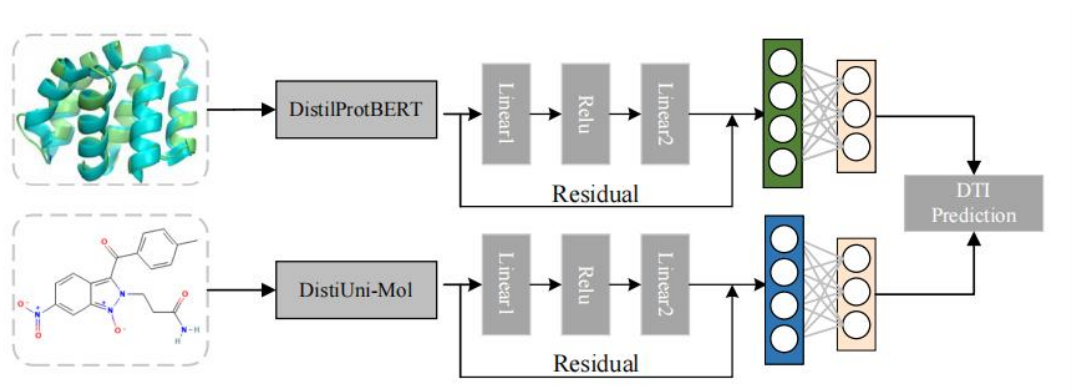 DistilProtBERT
Linear1
Relu
Linear2
Residual
DTI
Prediction
O
O
N
N
+
N
+
O
-
O
-
O
N
H
H
DistiUni-Mol
Linear1
Relu
Linear2
Residual